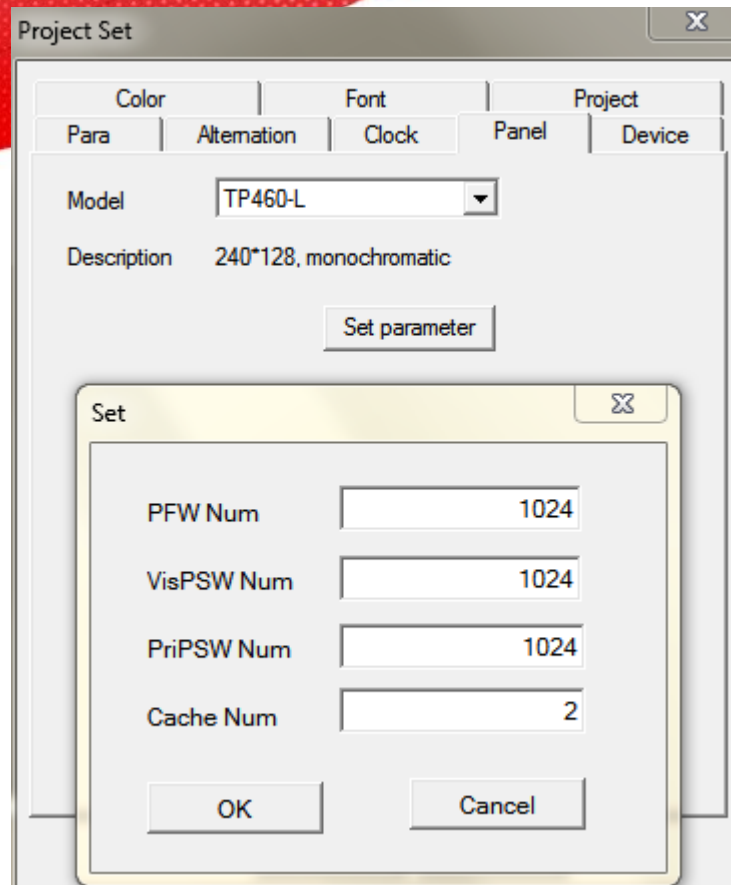 Project Set
Color Font Project
Para Alternation Clock Panel Device
Model TP460-L
Description 240*128, monochromatic
Set parameter
Set
PFW Num 1024
VisPSW Num 1024
PriPSW Num 1024
Cache Num 2
OK Cancel